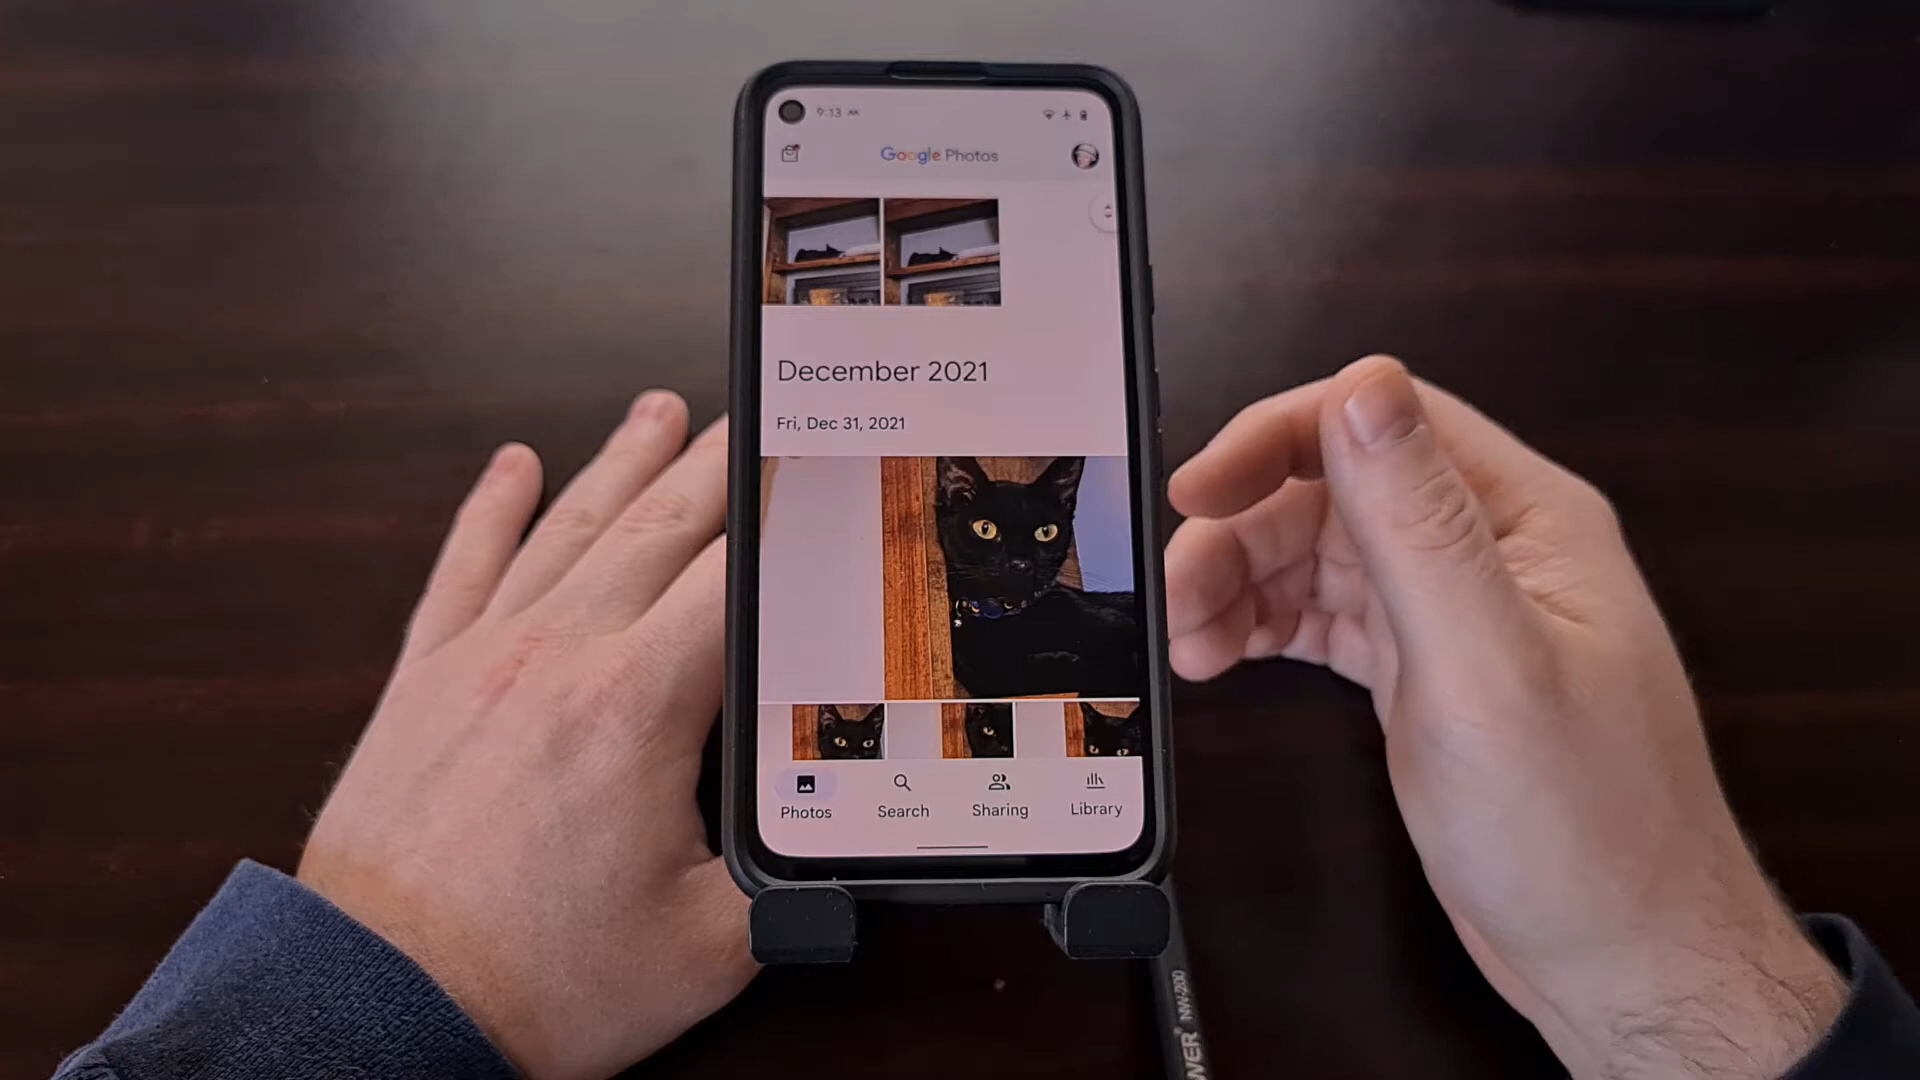 9:13
Google Photos
December 2021
Fri, Dec 31, 2021
Photos
Search
Sharing
Library
WER® NW-200